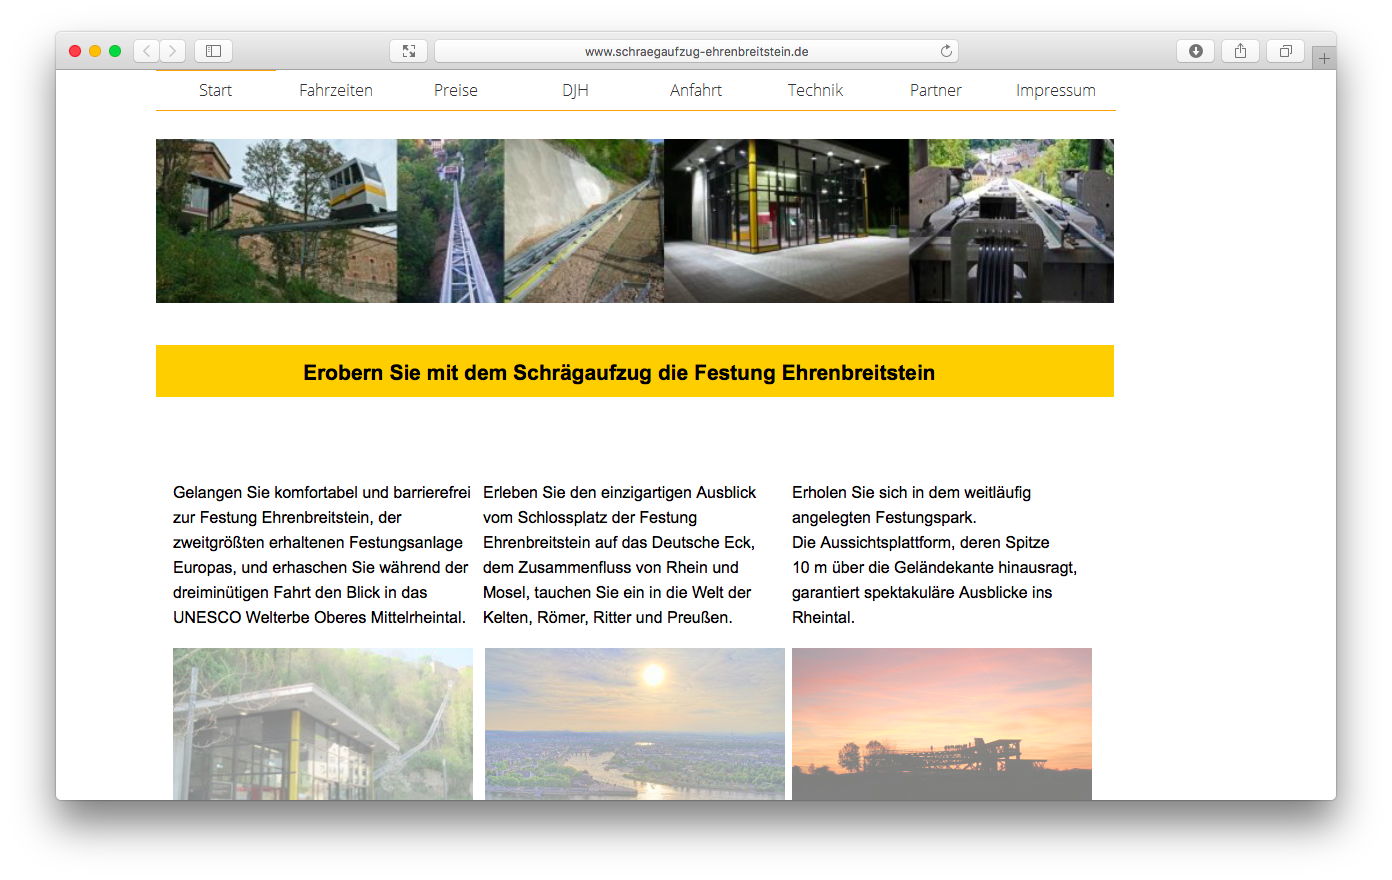 www.schraegaufzug-ehrenbreitstein.de
Start Fahrzeiten Preise DJH Anfahrt Technik Partner Impressum
Erobern Sie mit dem Schrägaufzug die Festung Ehrenbreitstein
Gelangen Sie komfortabel und barrierefrei
zur Festung Ehrenbreitstein, der
zweitgrößten erhaltenen Festungsanlage
Europas, und erhaschen Sie während der
dreiminütigen Fahrt den Blick in das
UNESCO Welterbe Oberes Mittelrheintal.
Erleben Sie den einzigartigen Ausblick
vom Schlossplatz der Festung
Ehrenbreitstein auf das Deutsche Eck,
dem Zusammenfluss von Rhein und
Mosel, tauchen Sie ein in die Welt der
Kelten, Römer, Ritter und Preußen.
Erholen Sie sich in dem weitläufig
angelegten Festungspark.
Die Aussichtsplattform, deren Spitze
10 m über die Geländekante hinausragt,
garantiert spektakuläre Ausblicke ins
Rheintal.